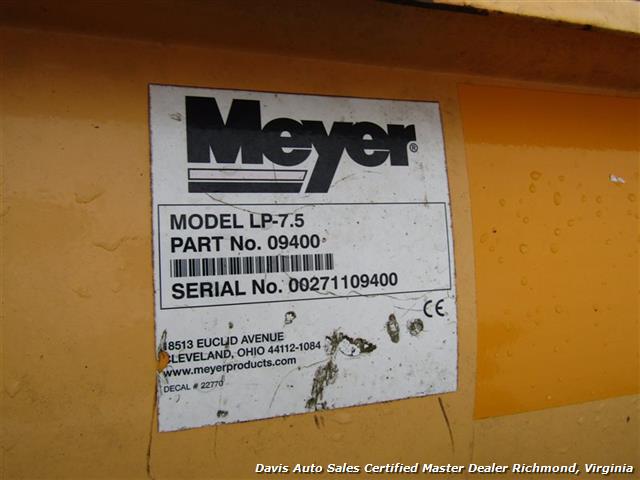 Meyer®
MODEL LP-7.5
PART No. 09400
SERIAL No. 00271109400
CE
18513 EUCLID AVENUE
CLEVELAND, OHIO 44112-1084
www.meyerproducts.com
DECAL # 22770
Davis Auto Sales Certified Master Dealer Richmond, Virginia